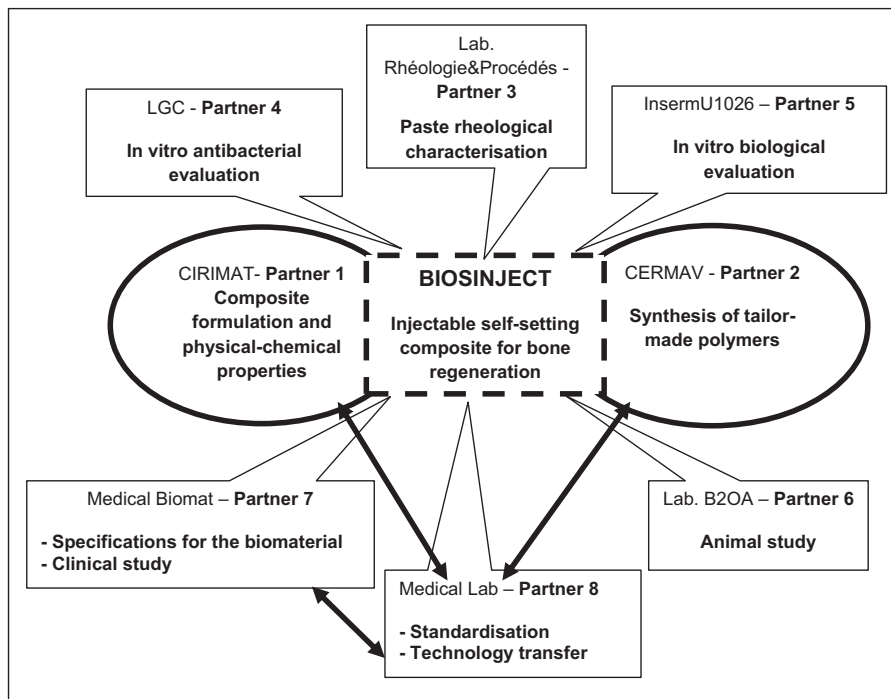 Lab.
Rhéologie&Procédés -
Partner 3
Paste rheological
characterisation
LGC - Partner 4
In vitro antibacterial
evaluation
InsermU1026 – Partner 5
In vitro biological
evaluation
CIRIMAT- Partner 1
Composite
formulation and
physical-chemical
properties
BIOSINJECT
Injectable self-setting
composite for bone
regeneration
CERMAV - Partner 2
Synthesis of tailor-
made polymers
Medical Biomat – Partner 7
- Specifications for the biomaterial
- Clinical study
Lab. B2OA – Partner 6
Animal study
Medical Lab – Partner 8
- Standardisation
- Technology transfer